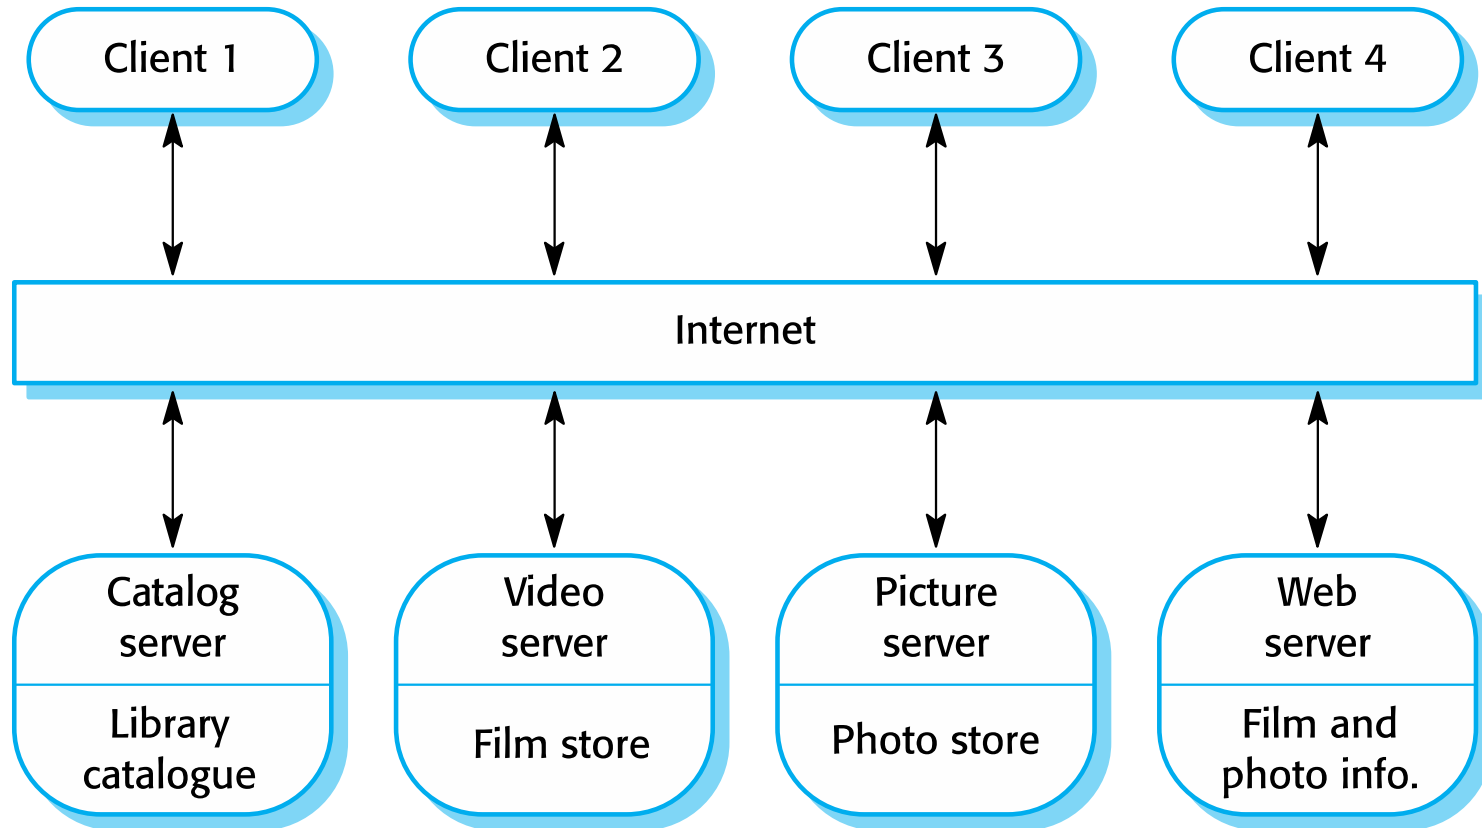 Client 1
Client 2
Client 3
Client 4
Internet
Catalog
server
Library
catalogue
Video
server
Film store
Picture
server
Photo store
Web
server
Film and
photo info.